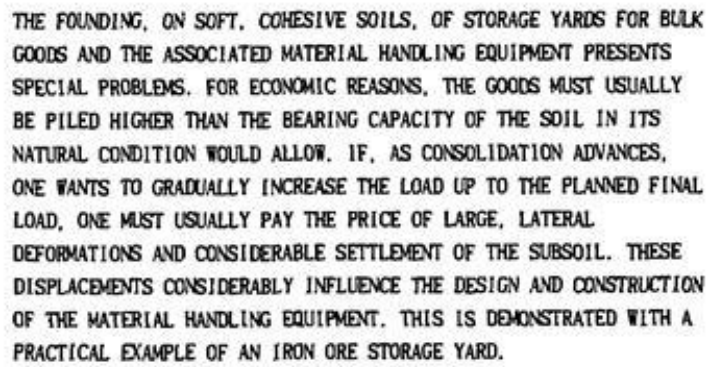 THE FOUNDING, ON SOFT, COHESIVE SOILS, OF STORAGE YARDS FOR BULK
GOODS AND THE ASSOCIATED MATERIAL HANDLING EQUIPMENT PRESENTS
SPECIAL PROBLEMS. FOR ECONOMIC REASONS, THE GOODS MUST USUALLY
BE PILED HIGHER THAN THE BEARING CAPACITY OF THE SOIL IN ITS
NATURAL CONDITION WOULD ALLOW. IF, AS CONSOLIDATION ADVANCES,
ONE WANTS TO GRADUALLY INCREASE THE LOAD UP TO THE PLANNED FINAL
LOAD, ONE MUST USUALLY PAY THE PRICE OF LARGE, LATERAL
DEFORMATIONS AND CONSIDERABLE SETTLEMENT OF THE SUBSOIL. THESE
DISPLACEMENTS CONSIDERABLY INFLUENCE THE DESIGN AND CONSTRUCTION
OF THE MATERIAL HANDLING EQUIPMENT. THIS IS DEMONSTRATED WITH A
PRACTICAL EXAMPLE OF AN IRON ORE STORAGE YARD.